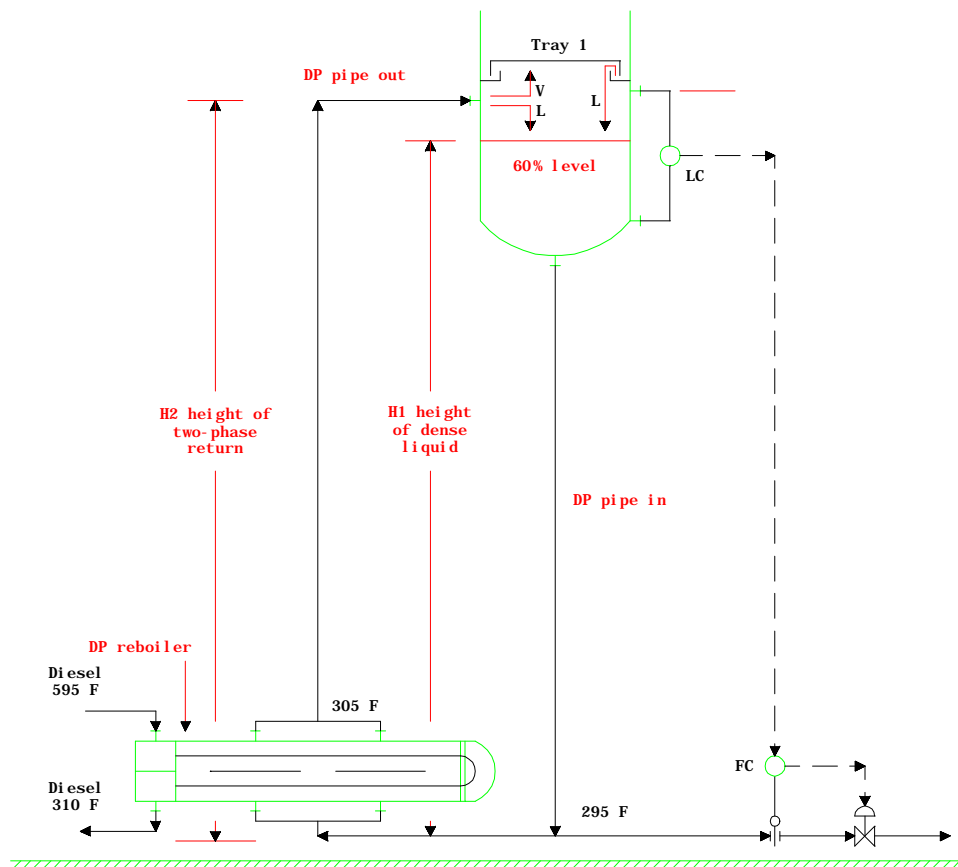 Tray 1
DP pipe out
V
L
L
60% level
LC
H2 height of
two-phase
return
H1 height
of dense
liquid
DP pipe in
DP reboiler
Diesel
595 F
305 F
FC
Diesel
310 F
295 F